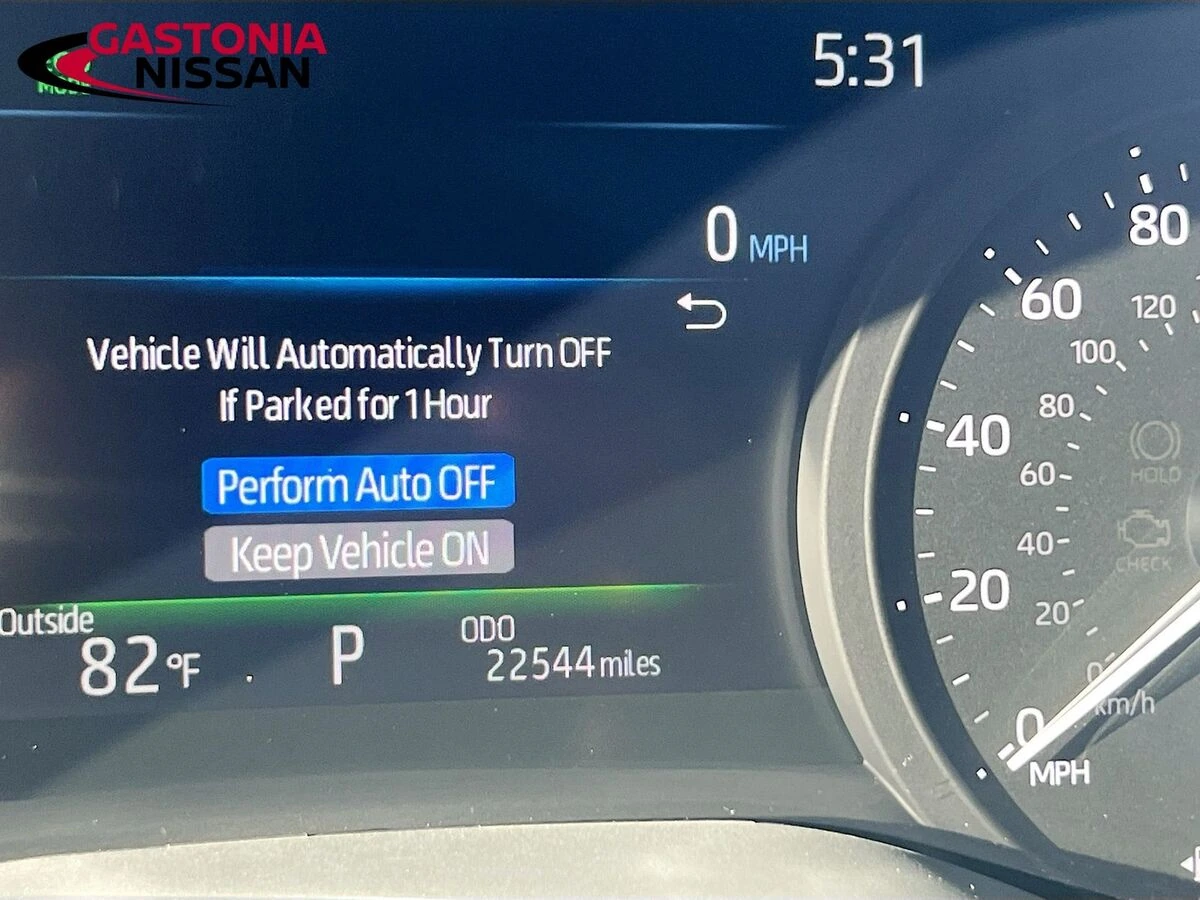 GASTONIA
NISSAN
MODE
5:31
0 MPH
Vehicle Will Automatically Turn OFF
If Parked for 1 Hour
Perform Auto OFF
Keep Vehicle ON
Outside
82°F
P
ODO
22544 miles
80
60
120
100
40
80
60
HOLD
40
CHECK
20
20
0
km/h
0
MPH